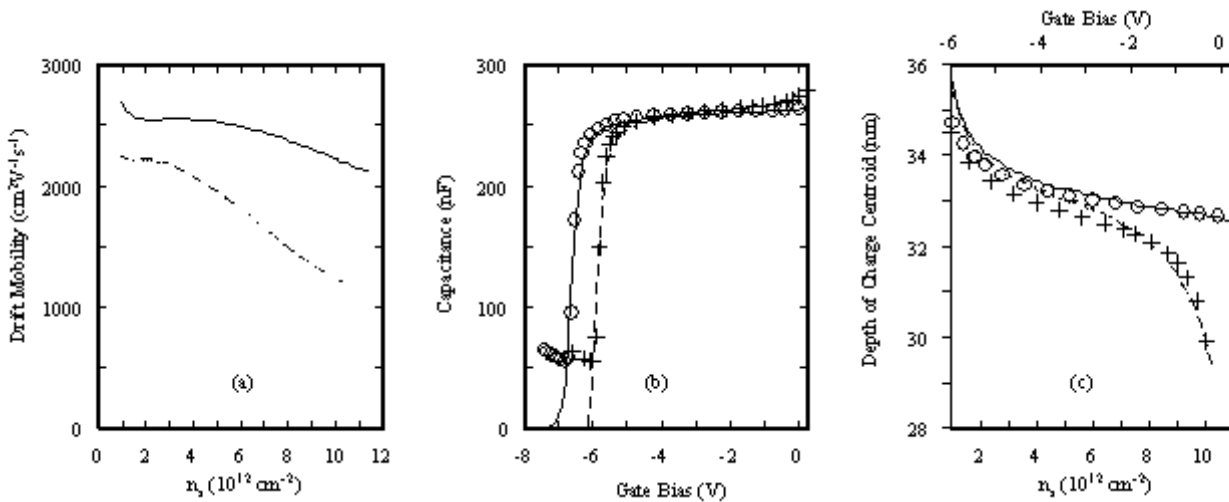 Gate Bias (V)
-6 -4 -2 0
3000
2000
1000
0
Drift Mobility (cm²V⁻¹s⁻¹)
(a)
0 2 4 6 8 10 12
nₛ (10¹² cm⁻²)
300
200
100
0
Capacitance (nF)
(b)
-8 -6 -4 -2 0
Gate Bias (V)
36
34
32
30
28
Depth of Charge Centroid (nm)
(c)
2 4 6 8 10
nₛ (10¹² cm⁻²)